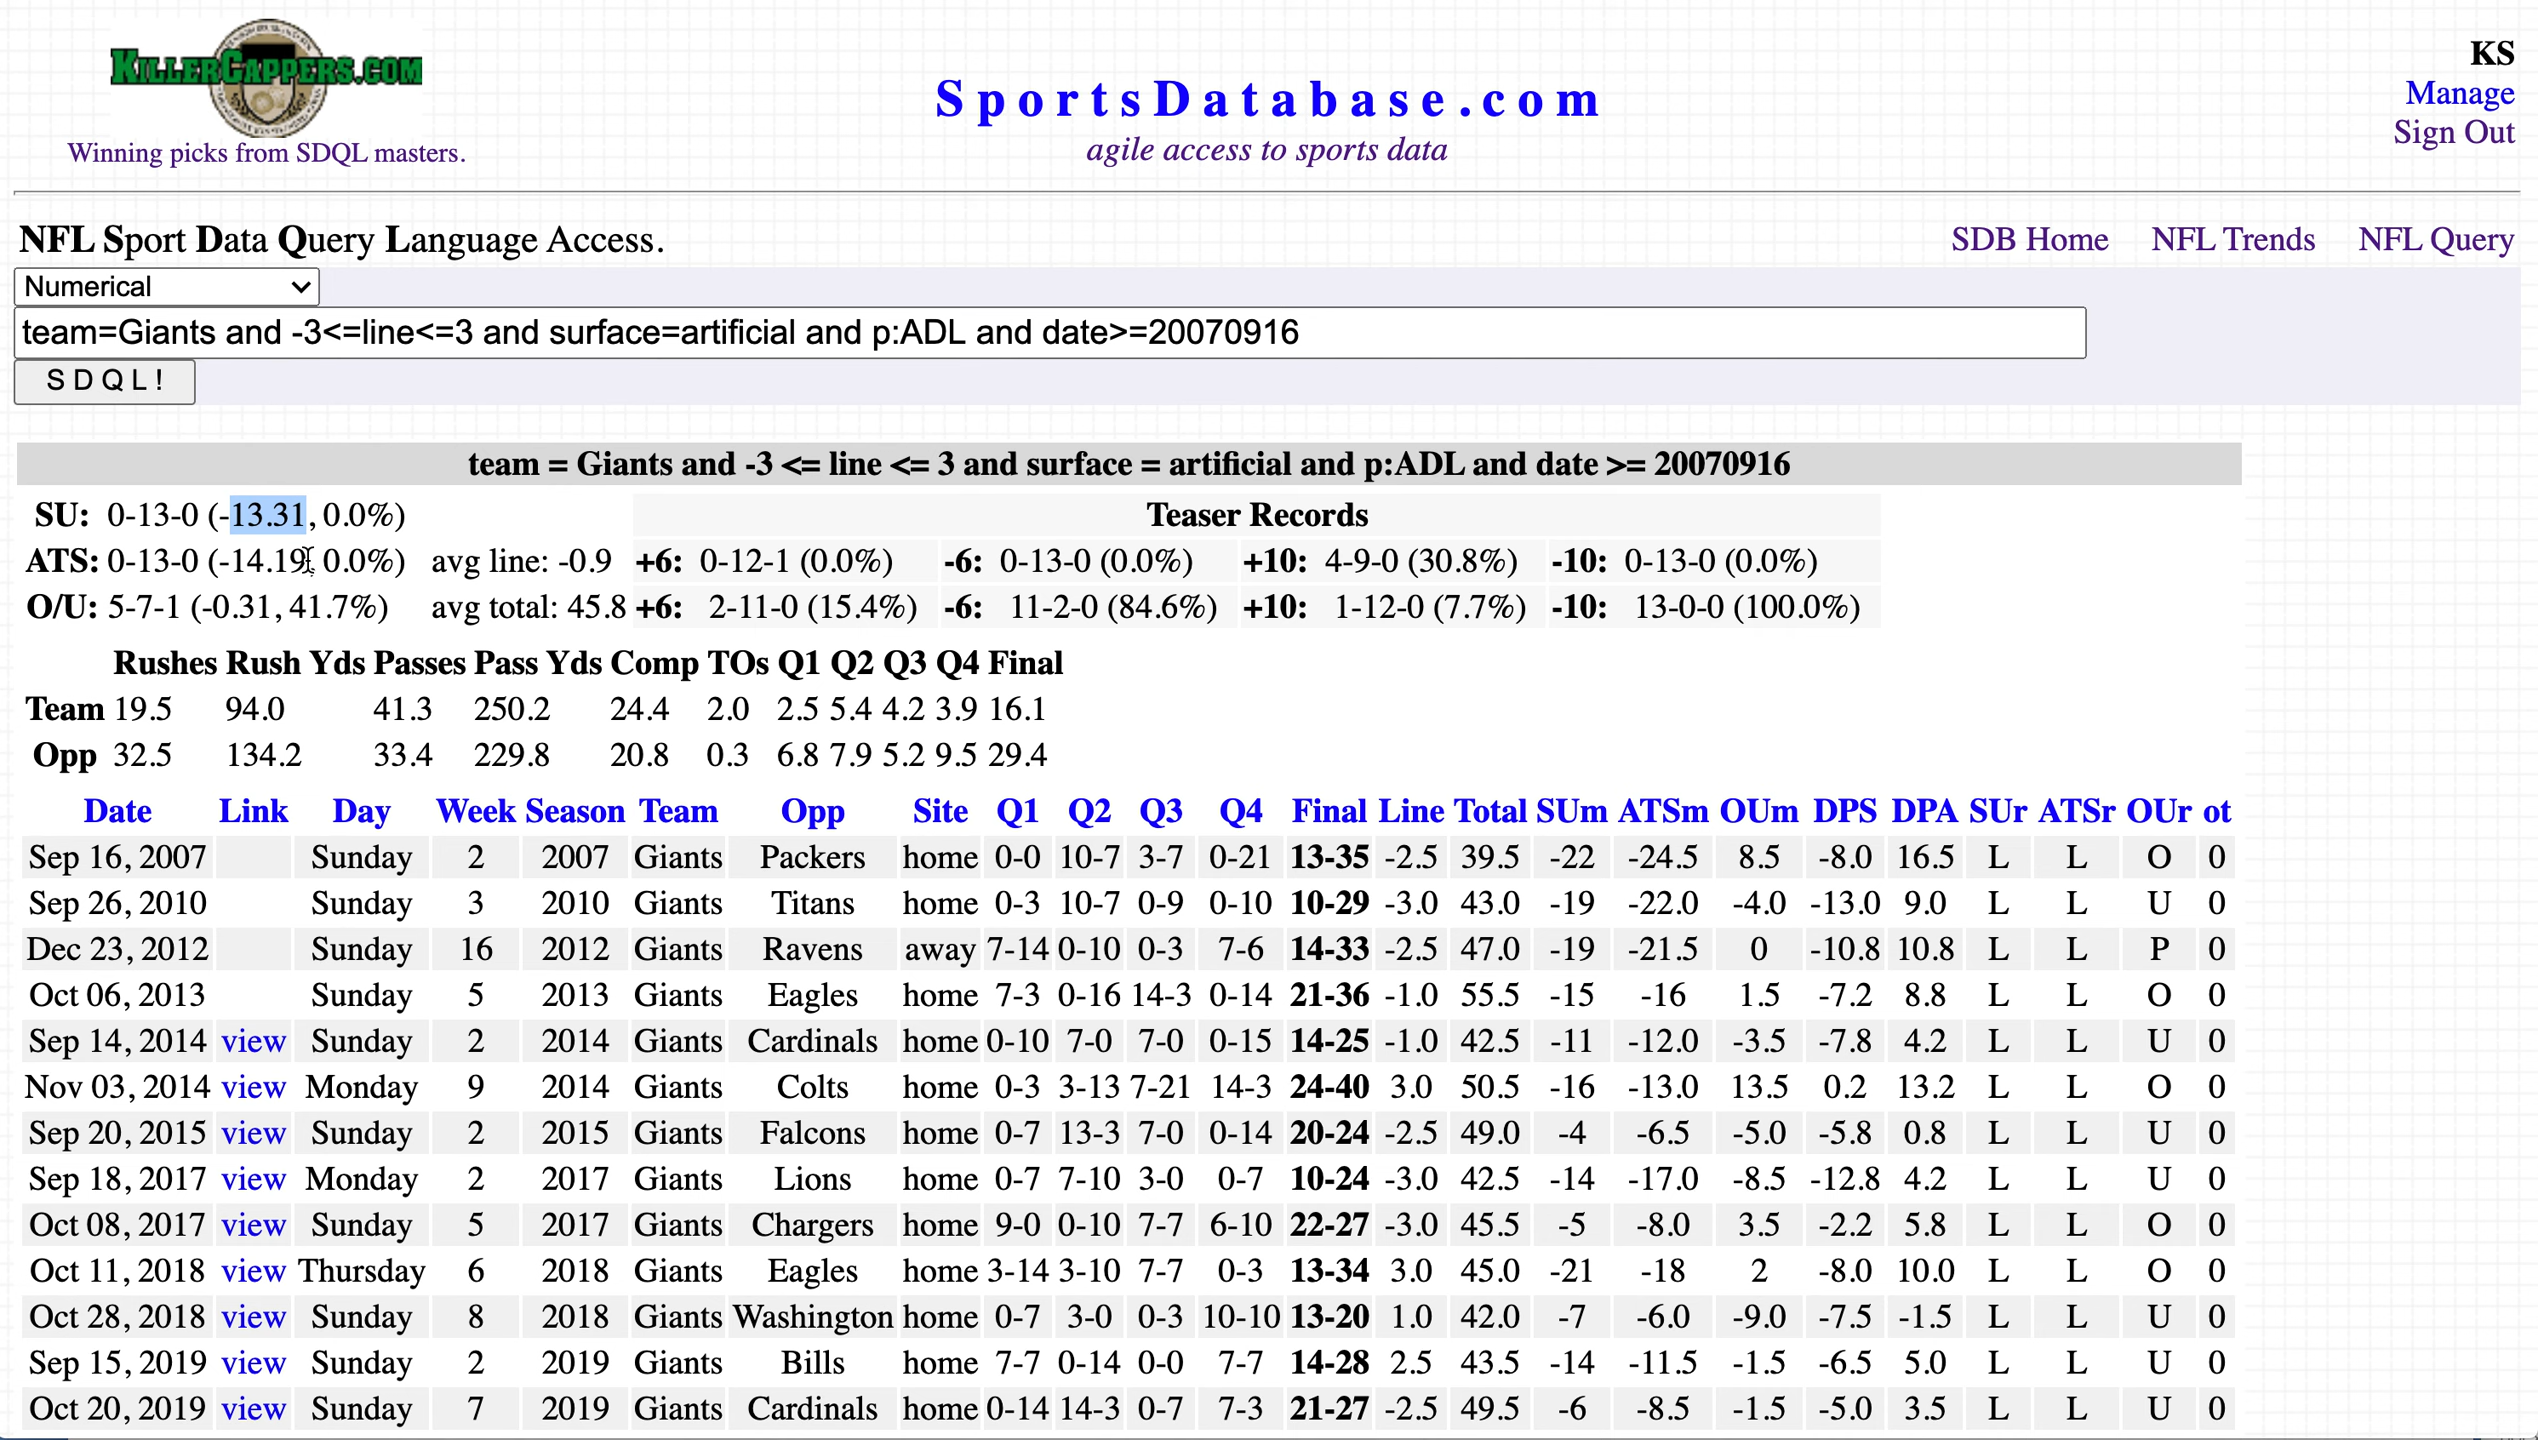 KILLERCAPPERS.COM
Winning picks from SDQL masters.
SportsDatabase.com
agile access to sports data
KS
Manage
Sign Out
NFL Sport Data Query Language Access.
SDB Home NFL Trends NFL Query
Numerical
team=Giants and -3<=line<=3 and surface=artificial and p:ADL and date>=20070916
S D Q L !
team = Giants and -3 <= line <= 3 and surface = artificial and p:ADL and date >= 20070916
SU: 0-13-0 (-13.31, 0.0%) Teaser Records
ATS: 0-13-0 (-14.19, 0.0%) avg line: -0.9 +6: 0-12-1 (0.0%) -6: 0-13-0 (0.0%) +10: 4-9-0 (30.8%) -10: 0-13-0 (0.0%)
O/U: 5-7-1 (-0.31, 41.7%) avg total: 45.8 +6: 2-11-0 (15.4%) -6: 11-2-0 (84.6%) +10: 1-12-0 (7.7%) -10: 13-0-0 (100.0%)
Rushes Rush Yds Passes Pass Yds Comp TOs Q1 Q2 Q3 Q4 Final
Team 19.5 94.0 41.3 250.2 24.4 2.0 2.5 5.4 4.2 3.9 16.1
Opp 32.5 134.2 33.4 229.8 20.8 0.3 6.8 7.9 5.2 9.5 29.4
Date Link Day Week Season Team Opp Site Q1 Q2 Q3 Q4 Final Line Total SUm ATSm OUm DPS DPA SUr ATSr OUr ot
Sep 16, 2007 Sunday 2 2007 Giants Packers home 0-0 10-7 3-7 0-21 13-35 -2.5 39.5 -22 -24.5 8.5 -8.0 16.5 L L O 0
Sep 26, 2010 Sunday 3 2010 Giants Titans home 0-3 10-7 0-9 0-10 10-29 -3.0 43.0 -19 -22.0 -4.0 -13.0 9.0 L L U 0
Dec 23, 2012 Sunday 16 2012 Giants Ravens away 7-14 0-10 0-3 7-6 14-33 -2.5 47.0 -19 -21.5 0 -10.8 10.8 L L P 0
Oct 06, 2013 Sunday 5 2013 Giants Eagles home 7-3 0-16 14-3 0-14 21-36 -1.0 55.5 -15 -16 1.5 -7.2 8.8 L L O 0
Sep 14, 2014 view Sunday 2 2014 Giants Cardinals home 0-10 7-0 7-0 0-15 14-25 -1.0 42.5 -11 -12.0 -3.5 -7.8 4.2 L L U 0
Nov 03, 2014 view Monday 9 2014 Giants Colts home 0-3 3-13 7-21 14-3 24-40 3.0 50.5 -16 -13.0 13.5 0.2 13.2 L L O 0
Sep 20, 2015 view Sunday 2 2015 Giants Falcons home 0-7 13-3 7-0 0-14 20-24 -2.5 49.0 -4 -6.5 -5.0 -5.8 0.8 L L U 0
Sep 18, 2017 view Monday 2 2017 Giants Lions home 0-7 7-10 3-0 0-7 10-24 -3.0 42.5 -14 -17.0 -8.5 -12.8 4.2 L L U 0
Oct 08, 2017 view Sunday 5 2017 Giants Chargers home 9-0 0-10 7-7 6-10 22-27 -3.0 45.5 -5 -8.0 3.5 -2.2 5.8 L L O 0
Oct 11, 2018 view Thursday 6 2018 Giants Eagles home 3-14 3-10 7-7 0-3 13-34 3.0 45.0 -21 -18 2 -8.0 10.0 L L O 0
Oct 28, 2018 view Sunday 8 2018 Giants Washington home 0-7 3-0 0-3 10-10 13-20 1.0 42.0 -7 -6.0 -9.0 -7.5 -1.5 L L U 0
Sep 15, 2019 view Sunday 2 2019 Giants Bills home 7-7 0-14 0-0 7-7 14-28 2.5 43.5 -14 -11.5 -1.5 -6.5 5.0 L L U 0
Oct 20, 2019 view Sunday 7 2019 Giants Cardinals home 0-14 14-3 0-7 7-3 21-27 -2.5 49.5 -6 -8.5 -1.5 -5.0 3.5 L L U 0